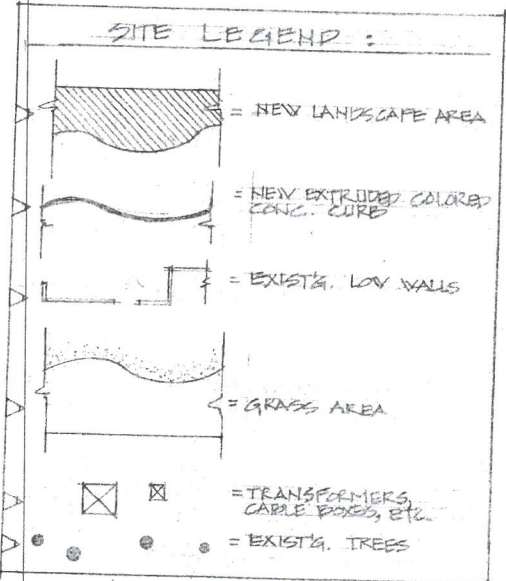 SITE LEGEND :
= NEW LANDSCAPE AREA
= NEW EXTRUDED COLORED
CONC. CURB
= EXIST'G. LOW WALLS
= GRASS AREA
= TRANSFORMERS,
CABLE BOXES, ETC.
= EXIST'G. TREES